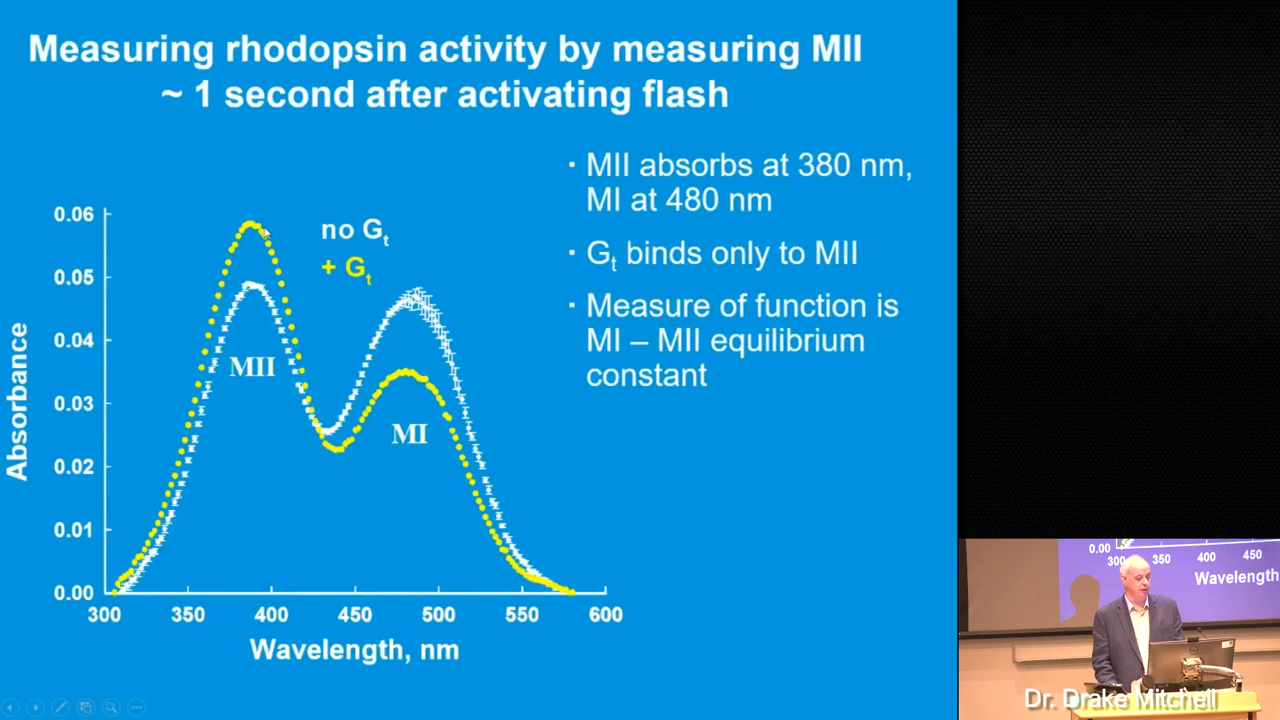 Measuring rhodopsin activity by measuring MII
~ 1 second after activating flash
· MII absorbs at 380 nm,
MI at 480 nm
· Gt binds only to MII
· Measure of function is
MI – MII equilibrium
constant
no Gt
+ Gt
MII
MI
Absorbance
0.06
0.05
0.04
0.03
0.02
0.01
0.00
300 350 400 450 500 550 600
Wavelength, nm
0.00
300 350 400 450
Wavelength
Dr. Drake Mitchell